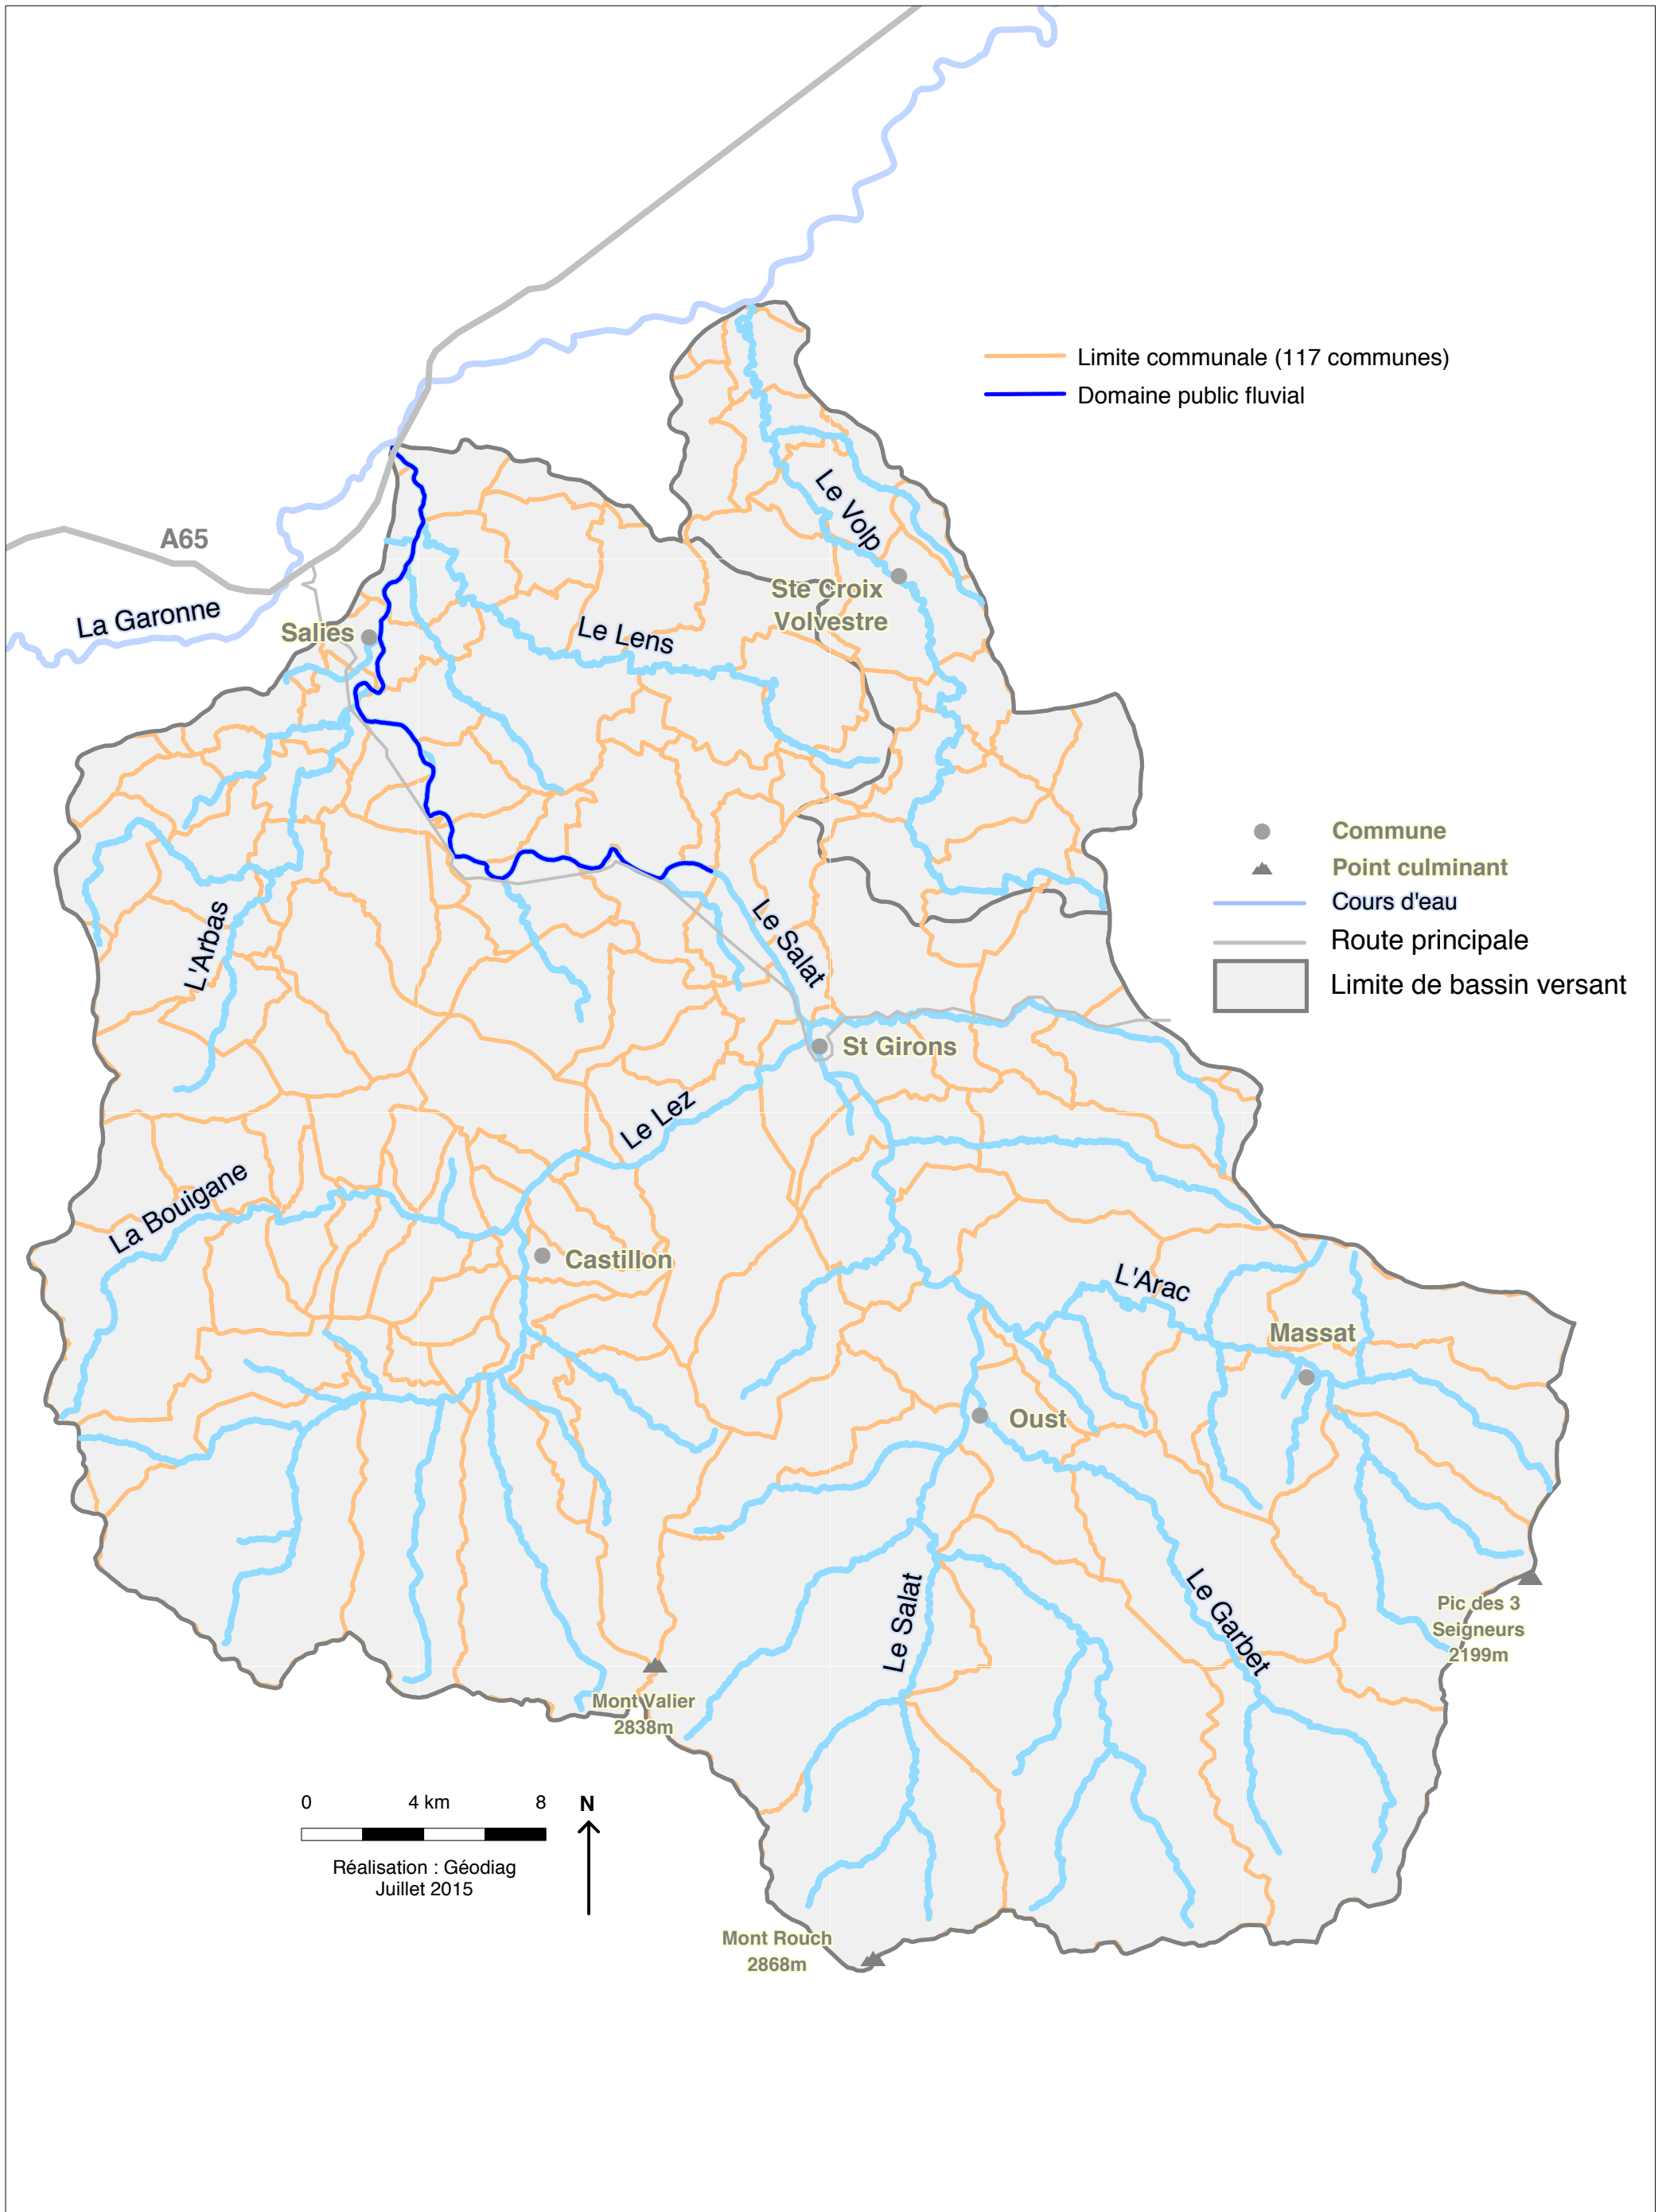 Limite communale (117 communes)
Domaine public fluvial
Le Volp
A65
Ste Croix
Volvestre
La Garonne
Salies
Le Lens
Commune
Point culminant
Cours d'eau
Route principale
Limite de bassin versant
L'Arbas
Le Salat
St Girons
Le Lez
La Bouigane
Castillon
L'Arac
Massat
Oust
Le Salat
Le Garbet
Pic des 3
Seigneurs
2199m
Mont Valier
2838m
0 4 km 8
N
Réalisation : Géodiag
Juillet 2015
Mont Rouch
2868m